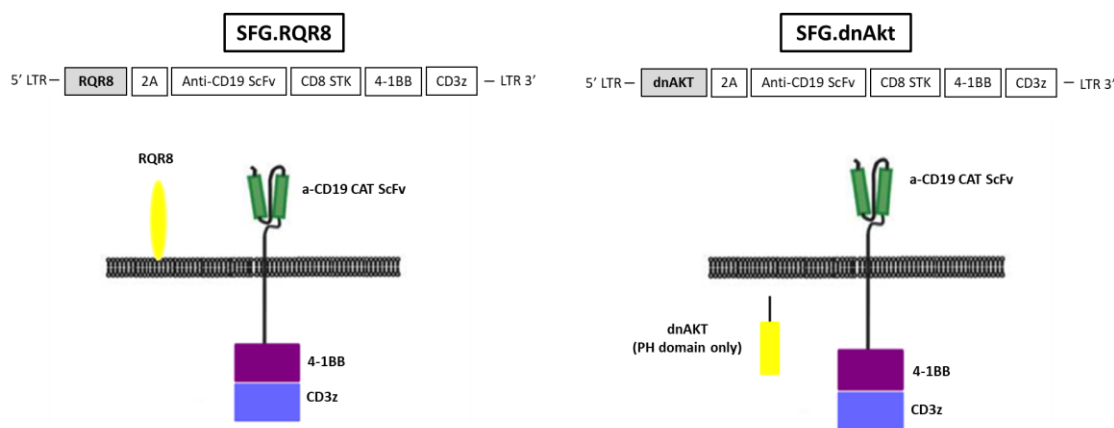 SFG.RQR8
5′ LTR RQR8 2A Anti-CD19 ScFv CD8 STK 4-1BB CD3z LTR 3′
RQR8
a-CD19 CAT ScFv
4-1BB
CD3z
SFG.dnAkt
5′ LTR dnAKT 2A Anti-CD19 ScFv CD8 STK 4-1BB CD3z LTR 3′
a-CD19 CAT ScFv
dnAKT
(PH domain only)
4-1BB
CD3z